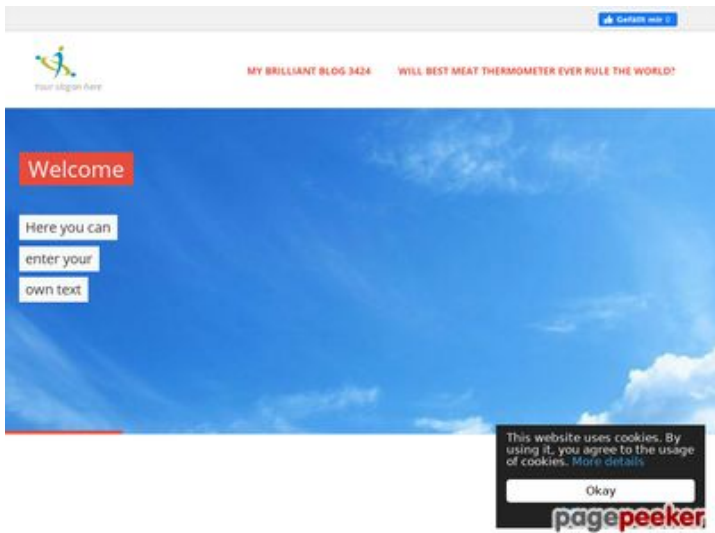 Gefällt mir 0
Your slogan here
MY BRILLIANT BLOG 3424
WILL BEST MEAT THERMOMETER EVER RULE THE WORLD?
Welcome
Here you can
enter your
own text
This website uses cookies. By
using it, you agree to the usage
of cookies. More details
Okay
pagepeeker